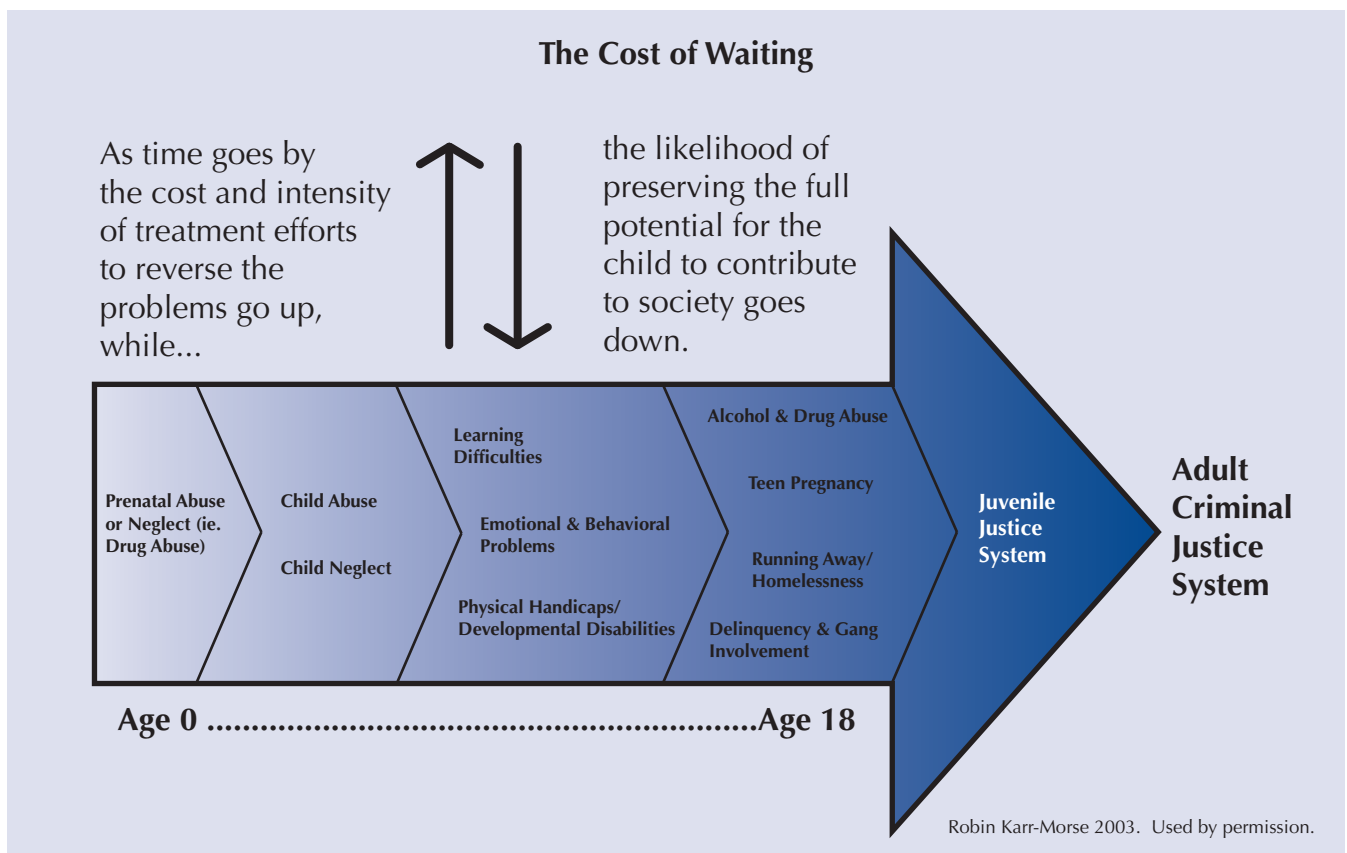 The Cost of Waiting
As time goes by
the cost and intensity
of treatment efforts
to reverse the
problems go up,
while...
the likelihood of
preserving the full
potential for the
child to contribute
to society goes
down.
Prenatal Abuse
or Neglect (ie.
Drug Abuse)
Child Abuse
Child Neglect
Learning
Difficulties
Emotional & Behavioral
Problems
Physical Handicaps/
Developmental Disabilities
Alcohol & Drug Abuse
Teen Pregnancy
Running Away/
Homelessness
Delinquency & Gang
Involvement
Juvenile
Justice
System
Adult
Criminal
Justice
System
Age 0 ............................................................................Age 18
Robin Karr-Morse 2003.  Used by permission.